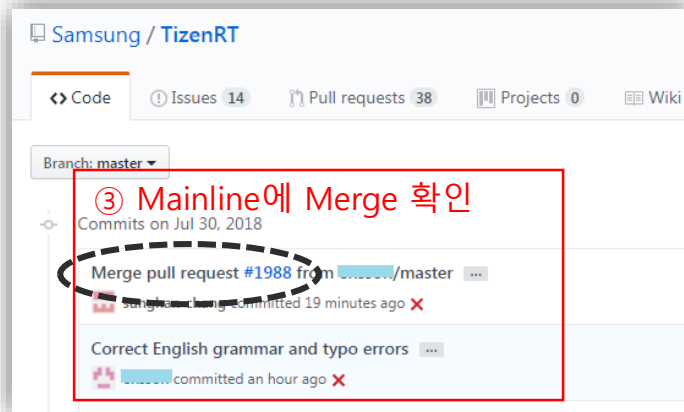 Samsung / TizenRT
Code Issues 14 Pull requests 38 Projects 0 Wiki
Branch: master
③ Mainline에 Merge 확인
Commits on Jul 30, 2018
Merge pull request #1988 from /master ...
committed 19 minutes ago
Correct English grammar and typo errors ...
committed an hour ago